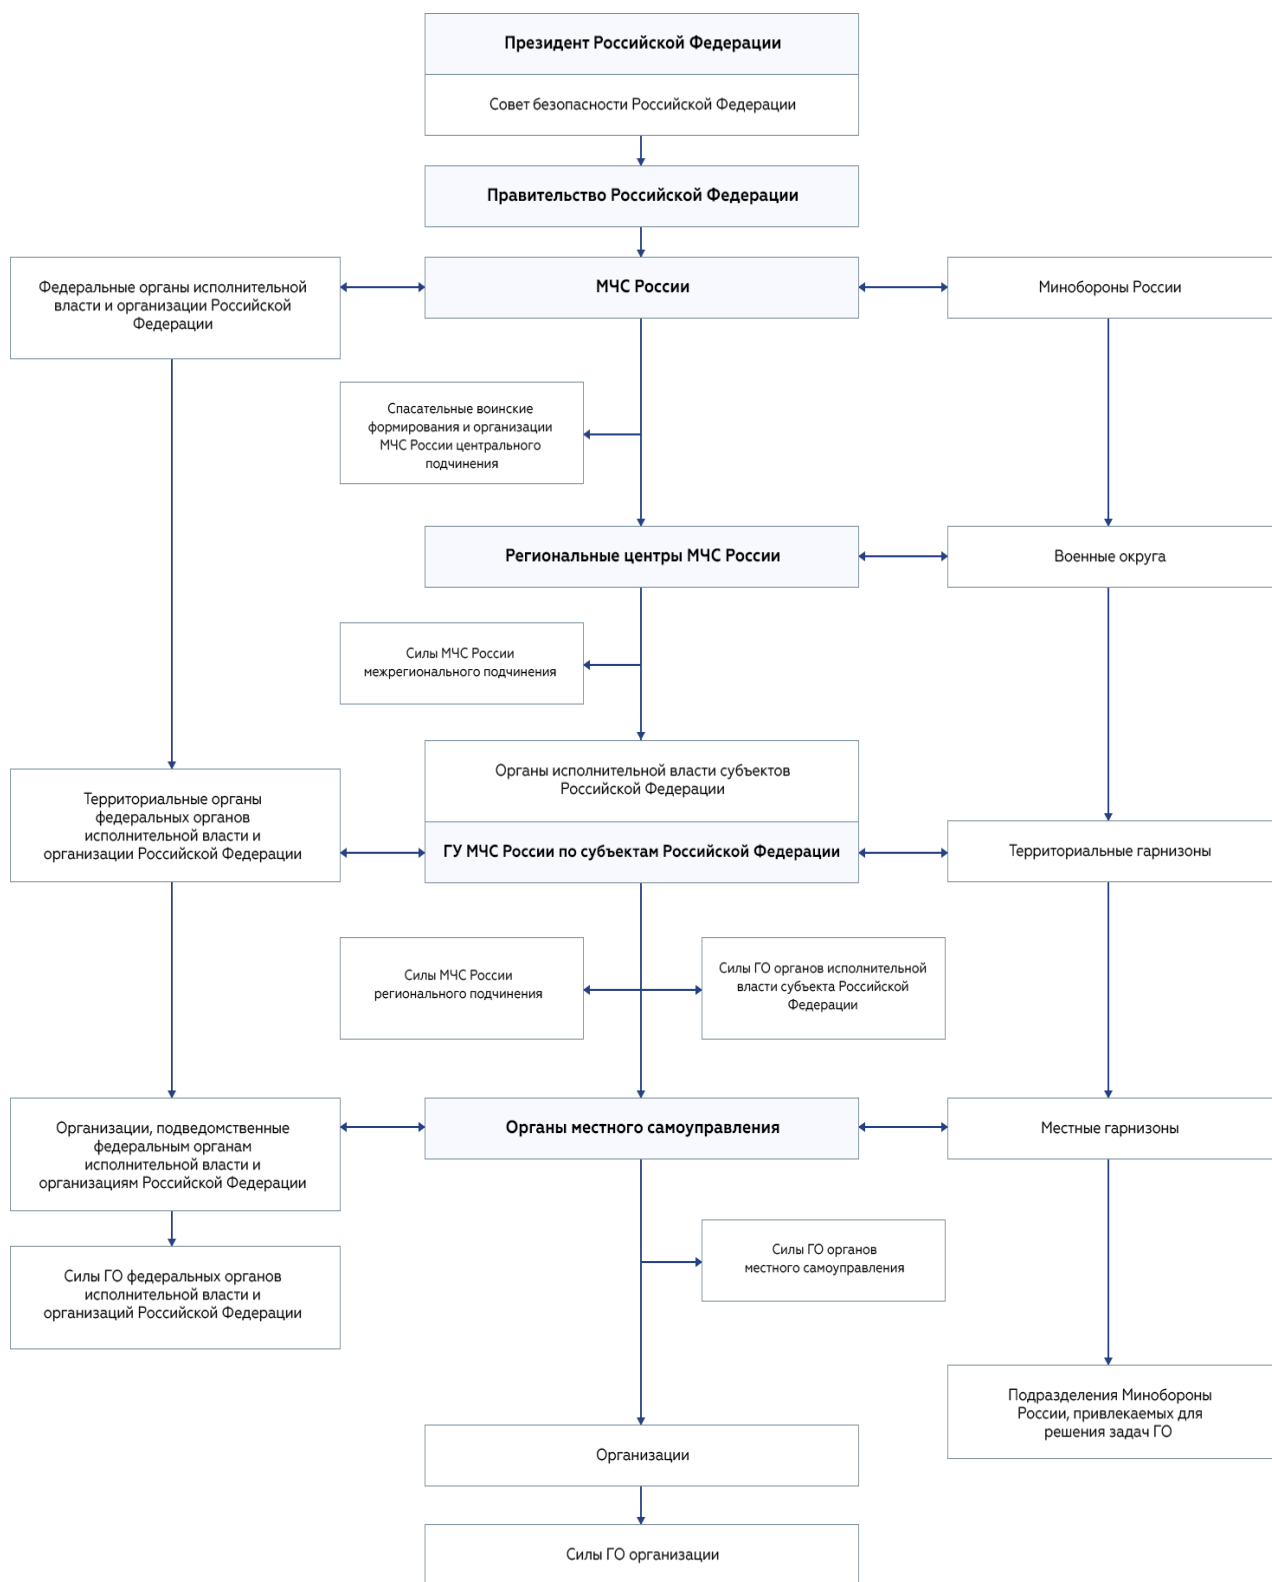 Президент Российской Федерации
Совет безопасности Российской Федерации
Правительство Российской Федерации
Федеральные органы исполнительной
власти и организации Российской
Федерации
МЧС России
Минобороны России
Спасательные воинские
формирования и организации
МЧС России центрального
подчинения
Региональные центры МЧС России
Военные округа
Силы МЧС России
межрегионального подчинения
Органы исполнительной власти субъектов
Российской Федерации
Территориальные органы
федеральных органов
исполнительной власти и
организации Российской Федерации
ГУ МЧС России по субъектам Российской Федерации
Территориальные гарнизоны
Силы МЧС России
регионального подчинения
Силы ГО органов исполнительной
власти субъекта Российской
Федерации
Организации, подведомственные
федеральным органам
исполнительной власти и
организациям Российской Федерации
Органы местного самоуправления
Местные гарнизоны
Силы ГО органов
местного самоуправления
Силы ГО федеральных органов
исполнительной власти и
организаций Российской Федерации
Подразделения Минобороны
России, привлекаемых для
решения задач ГО
Организации
Силы ГО организации